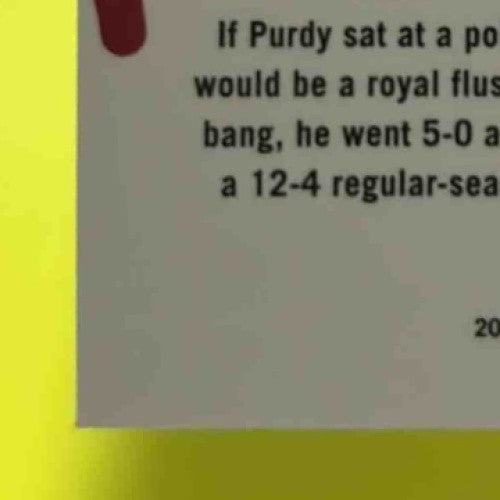 If Purdy sat at a po
would be a royal flus
bang, he went 5-0 a
a 12-4 regular-sea
20